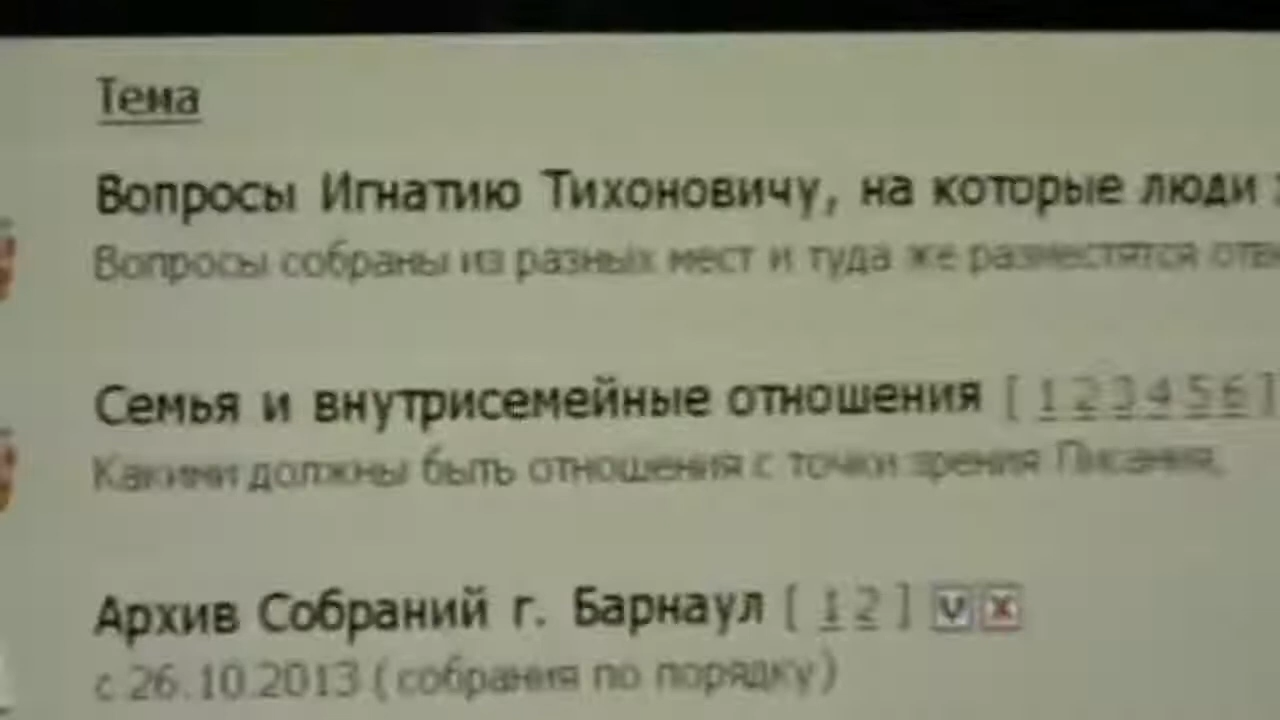 Тема
Вопросы Игнатию Тихоновичу, на которые люди
Вопросы собраны из разных мест и туда же разместятся
Семья и внутрисемейные отношения [ 1 2 3 4 5 6 ]
Какими должны быть отношения с точки зрения Писания.
Архив Собраний г. Барнаул [ 1 2 ] v x
с 26.10.2013 (собрания по порядку)